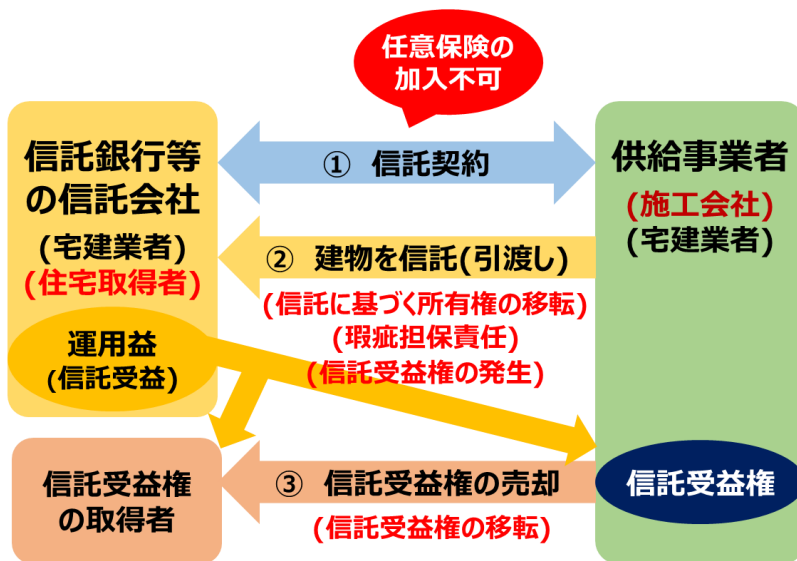 任意保険の
加入不可
信託銀行等
の信託会社
(宅建業者)
(住宅取得者)
運用益
(信託受益)
① 信託契約
供給事業者
(施工会社)
(宅建業者)
② 建物を信託(引渡し)
(信託に基づく所有権の移転)
(瑕疵担保責任)
(信託受益権の発生)
信託受益権
の取得者
③ 信託受益権の売却
(信託受益権の移転)
信託受益権